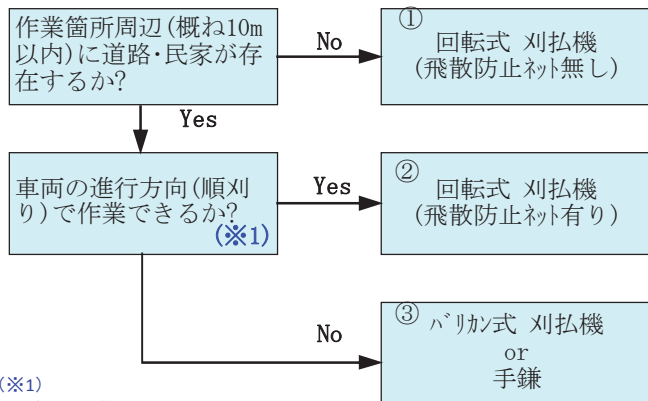 作業箇所周辺(概ね10m
以内)に道路・民家が存
在するか?
No
①
回転式 刈払機
(飛散防止ﾈｯﾄ無し)
Yes
車両の進行方向(順刈
り)で作業できるか?
(※1)
Yes
②
回転式 刈払機
(飛散防止ﾈｯﾄ有り)
No
③
ﾊﾞﾘｶﾝ式 刈払機
or
手鎌
(※1)